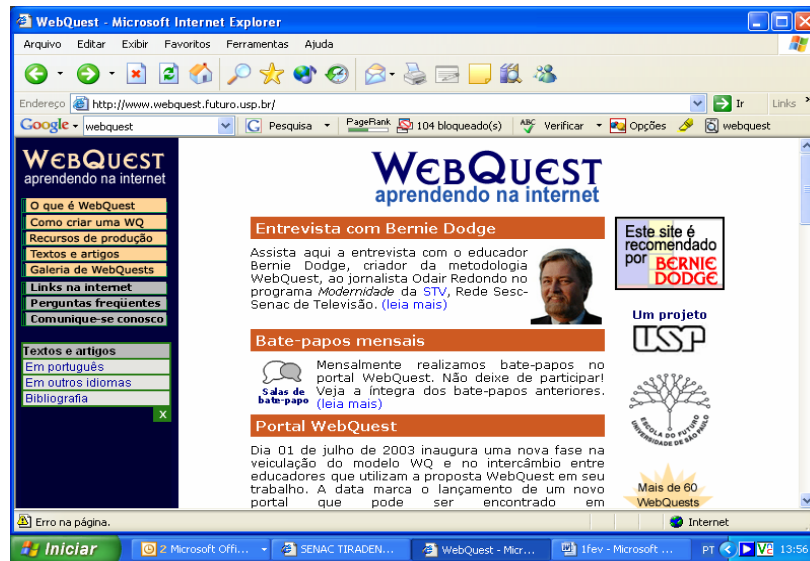 WebQuest - Microsoft Internet Explorer
Arquivo Editar Exibir Favoritos Ferramentas Ajuda
Endereço http://www.webquest.futuro.usp.br/ Ir Links
Google webquest Pesquisa PageRank 104 bloqueado(s) ABC Verificar Opções webquest
WEBQUEST
aprendendo na internet
O que é WebQuest
Como criar uma WQ
Recursos de produção
Textos e artigos
Galeria de WebQuests
Links na internet
Perguntas freqüentes
Comunique-se conosco
Textos e artigos
Em português
Em outros idiomas
Bibliografia
X
WEBQUEST
aprendendo na internet
Entrevista com Bernie Dodge
Assista aqui a entrevista com o educador
Bernie Dodge, criador da metodologia
WebQuest, ao jornalista Odair Redondo no
programa Modernidade da STV, Rede Sesc-
Senac de Televisão. (leia mais)
Bate-papos mensais
Salas de
bate-papo
Mensalmente realizamos bate-papos no
portal WebQuest. Não deixe de participar!
Veja a íntegra dos bate-papos anteriores.
(leia mais)
Portal WebQuest
Dia 01 de julho de 2003 inaugura uma nova fase na
veiculação do modelo WQ e no intercâmbio entre
educadores que utilizam a proposta WebQuest em seu
trabalho. A data marca o lançamento de um novo
portal que pode ser encontrado em
Este site é
recomendado
por BERNIE
DODGE
Um projeto
USP
ESCOLA DO FUTURO
UNIVERSIDADE DE SÃO PAULO
Mais de 60
WebQuests
Erro na página. Internet
Iniciar 2 Microsoft Offi... SENAC TIRADEN... WebQuest - Micr... 1fev - Microsoft ... PT 13:56